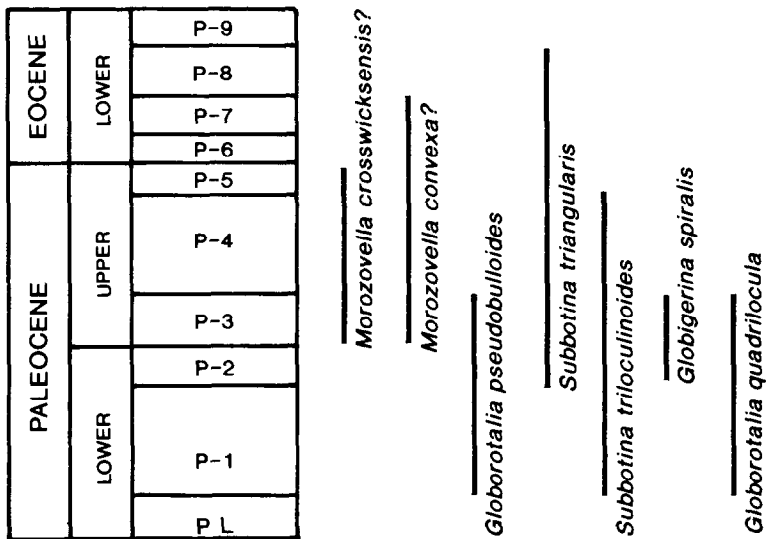 EOCENE
LOWER
P-9
P-8
P-7
P-6
PALEOCENE
UPPER
P-5
P-4
P-3
LOWER
P-2
P-1
P L
Morozovella crosswicksensis?
Morozovella convexa?
Globorotalia pseudobulloides
Subbotina triangularis
Subbotina triloculinoides
Globigerina spiralis
Globorotalia quadrilocula